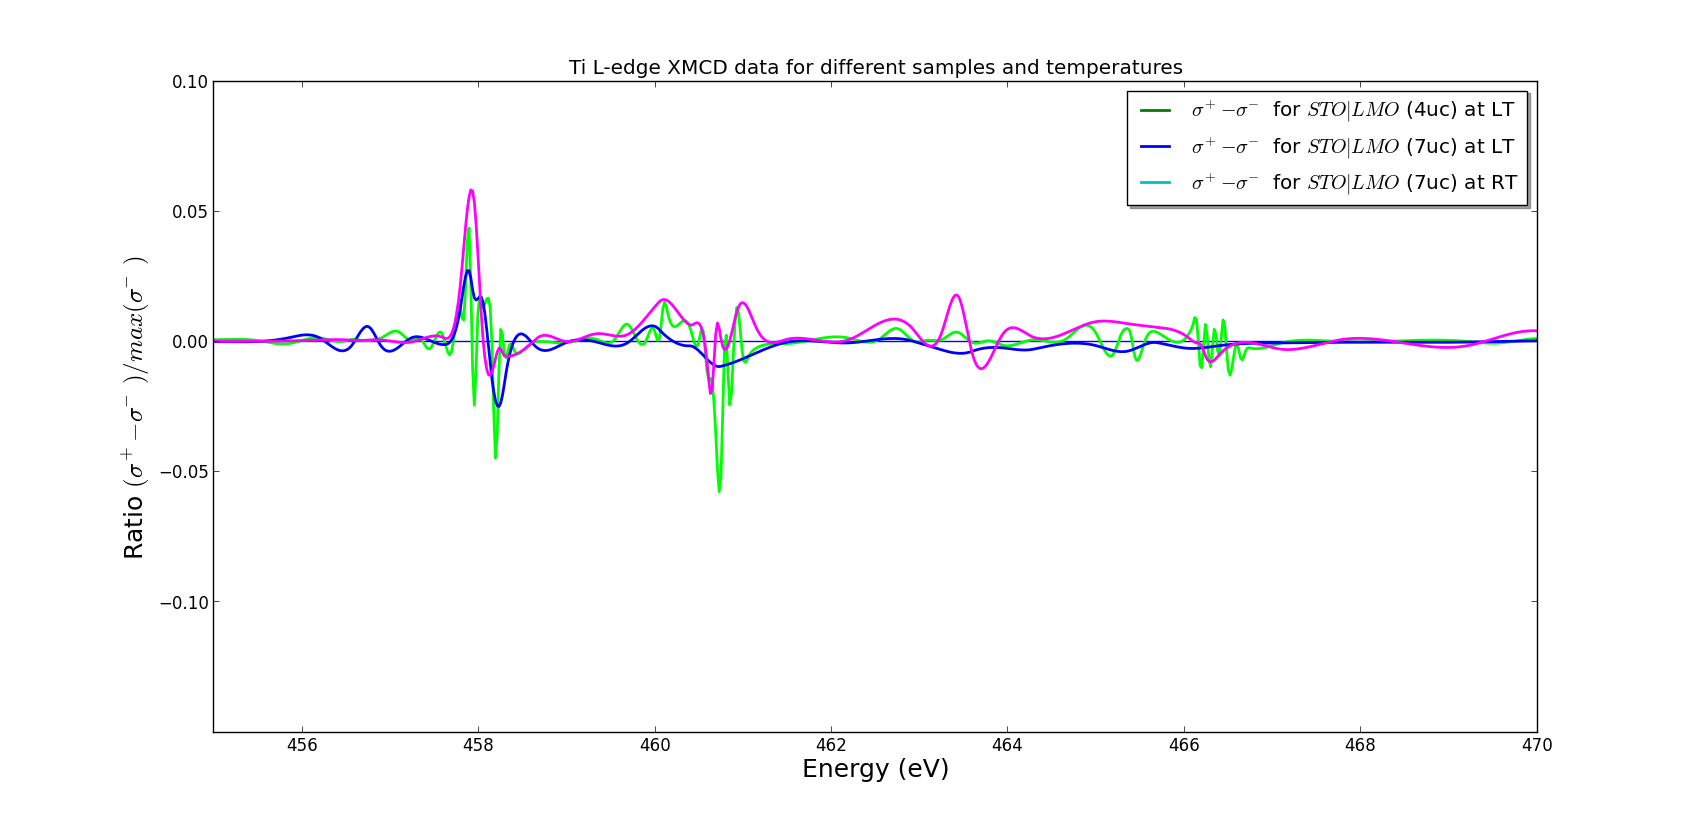 Ti L-edge XMCD data for different samples and temperatures
0.10
0.05
0.00
−0.05
−0.10
Ratio (σ⁺ −σ⁻ )/max(σ⁻ )
σ⁺ −σ⁻ for STO|LMO (4uc) at LT
σ⁺ −σ⁻ for STO|LMO (7uc) at LT
σ⁺ −σ⁻ for STO|LMO (7uc) at RT
456 458 460 462 464 466 468 470
Energy (eV)